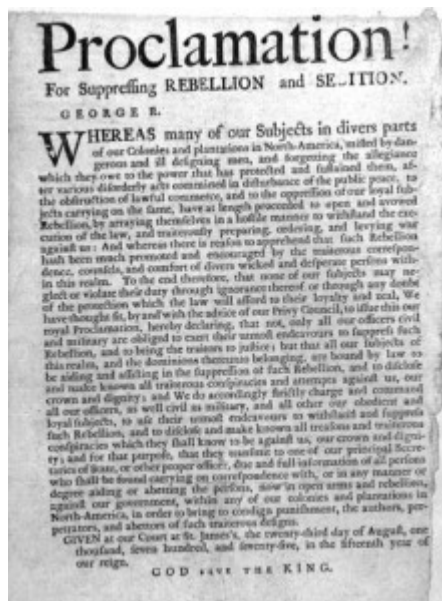 Proclamation!
For Suppressing REBELLION and SE ITION.
GEORGE R.
WHEREAS many of our Subjects in divers parts
of our Colonies and plantations in North-America, misled by dan-
gerous and ill designing men, and forgetting the allegiance
which they owe to the power that has protected and sustained them, af-
ter various disorderly acts committed in disturbance of the public peace, to
the obstruction of lawful commerce, and to the oppression of our loyal sub-
jects carrying on the same, have at length proceeded to open and avowed
Rebellion, by arraying themselves in a hostile manner to withstand the exe-
cution of the law, and traiterously preparing, ordering, and levying war
against us: And whereas there is reason to apprehend that such Rebellion
hath been much promoted and encouraged by the traiterous correspon-
dence, counsels, and comfort of divers wicked and desperate persons with-
in this realm. To the end therefore, that none of our subjects may ne-
glect or violate their duty through ignorance thereof or through any doubt
of the protection which the law will afford to their loyalty and zeal, We
have thought fit, by and with the advice of our Privy Council, to issue this our
royal Proclamation, hereby declaring, that not, only all our officers civil
and military are obliged to exert their utmost endeavours to suppress such
Rebellion, and to bring the traitors to justice; but that all our Subjects of
this realm, and the dominions thereunto belonging, are bound by law to
be aiding and assisting in the suppression of such Rebellion, and to disclose
and make known all traiterous conspiracies and attempts against us, our
crown and dignity; and We do accordingly strictly charge and command
all our officers, as well civil as military, and all other our obedient and
loyal subjects, to use their utmost endeavours to withstand and suppress
such Rebellion, and to disclose and make known all treasons and traiterous
conspiracies which they shall know to be against us, our crown and digni-
ty; and for that purpose, that they transmit to one of our principal Secre-
taries of state, or other proper officer, due and full information of all persons
who shall be found carrying on correspondence with, or in any manner or
degree aiding or abetting the persons, now in open arms and rebellion,
against our government, within any of our colonies and plantations in
North-America, in order to bring to condign punishment, the authors, per-
petrators, and abettors of such traiterous designs.
GIVEN at our Court at St. James's, the twenty-third day of August, one
thousand, seven hundred, and seventy-five, in the fifteenth year of
our reign.
GOD save THE KING.